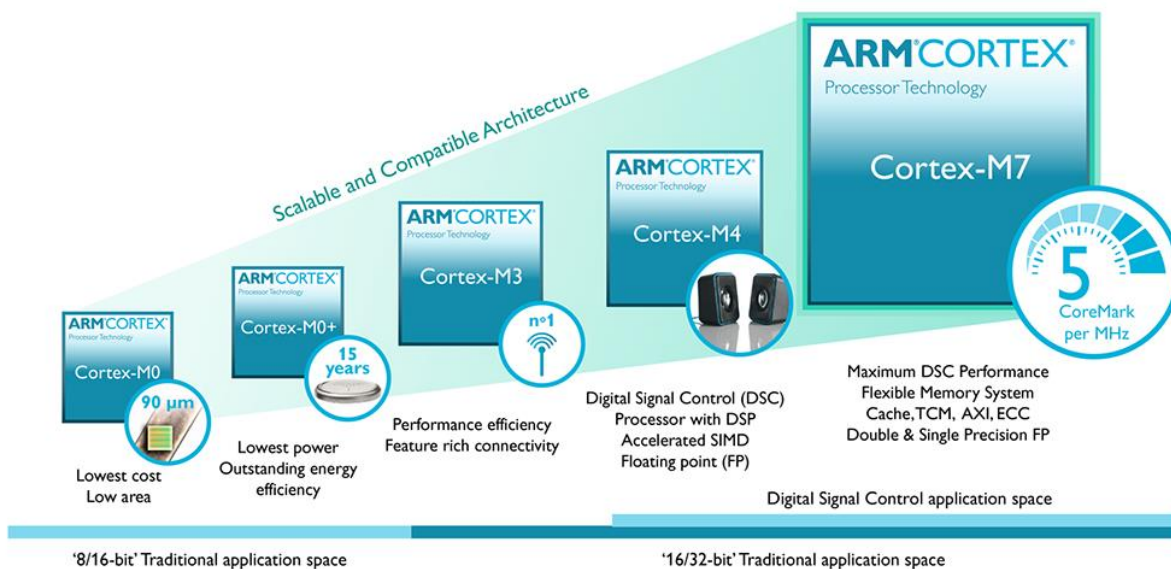 Scalable and Compatible Architecture
ARM®CORTEX®
Processor Technology
Cortex-M0
90 µm
Lowest cost
Low area
ARM®CORTEX®
Processor Technology
Cortex-M0+
15
years
Lowest power
Outstanding energy
efficiency
ARM®CORTEX®
Processor Technology
Cortex-M3
nº1
Performance efficiency
Feature rich connectivity
ARM®CORTEX®
Processor Technology
Cortex-M4
Digital Signal Control (DSC)
Processor with DSP
Accelerated SIMD
Floating point (FP)
ARM®CORTEX®
Processor Technology
Cortex-M7
5
CoreMark
per MHz
Maximum DSC Performance
Flexible Memory System
Cache, TCM, AXI, ECC
Double & Single Precision FP
Digital Signal Control application space
‘8/16-bit’ Traditional application space
‘16/32-bit’ Traditional application space